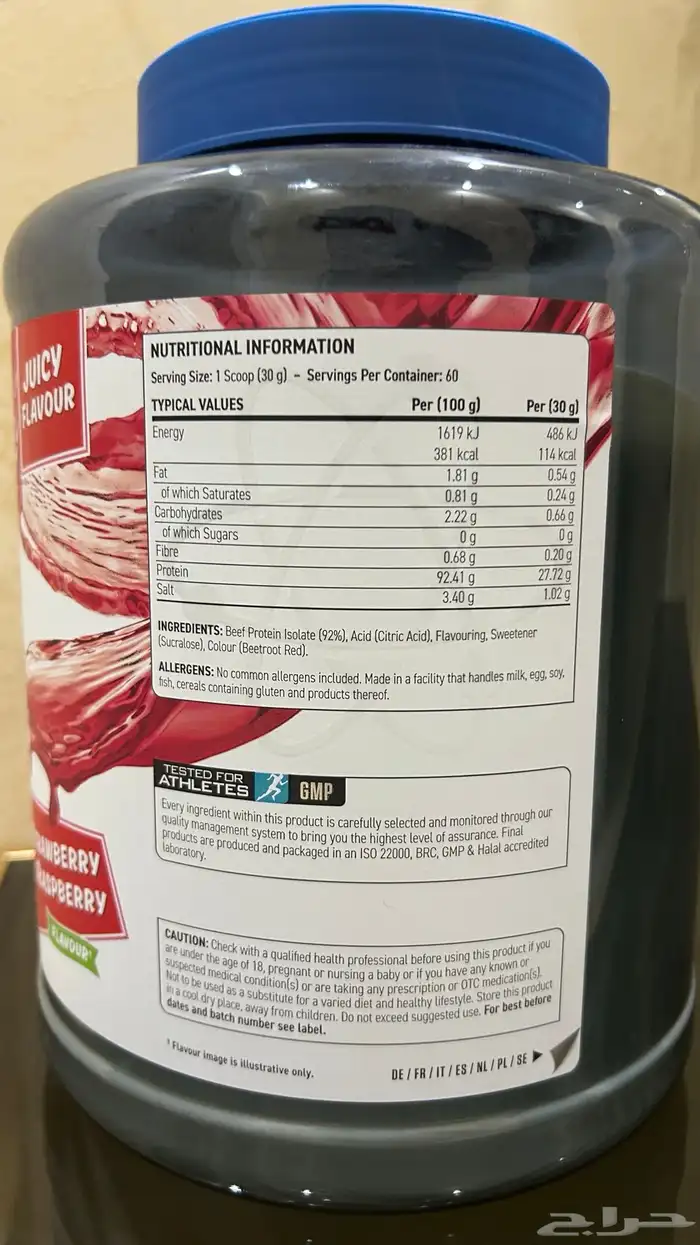 JUICY
FLAVOUR
NUTRITIONAL INFORMATION
Serving Size: 1 Scoop (30 g) - Servings Per Container: 60
TYPICAL VALUES Per (100 g) Per (30 g)
Energy 1619 kJ 486 kJ
381 kcal 114 kcal
Fat 1.81 g 0.54 g
of which Saturates 0.81 g 0.24 g
Carbohydrates 2.22 g 0.66 g
of which Sugars 0 g 0 g
Fibre 0.68 g 0.20 g
Protein 92.41 g 27.72 g
Salt 3.40 g 1.02 g
INGREDIENTS: Beef Protein Isolate (92%), Acid (Citric Acid), Flavouring, Sweetener
(Sucralose), Colour (Beetroot Red).
ALLERGENS: No common allergens included. Made in a facility that handles milk, egg, soy,
fish, cereals containing gluten and products thereof.
TESTED FOR
ATHLETES GMP
Every ingredient within this product is carefully selected and monitored through our
quality management system to bring you the highest level of assurance. Final
products are produced and packaged in an ISO 22000, BRC, GMP & Halal accredited
laboratory.
AWBERRY
ASPBERRY
FLAVOUR¹
CAUTION: Check with a qualified health professional before using this product if you
are under the age of 18, pregnant or nursing a baby or if you have any known or
suspected medical condition(s) or are taking any prescription or OTC medication(s).
Not to be used as a substitute for a varied diet and healthy lifestyle. Store this product
in a cool dry place, away from children. Do not exceed suggested use. For best before
dates and batch number see label.
¹ Flavour image is illustrative only.
DE / FR / IT / ES / NL / PL / SE
حراج